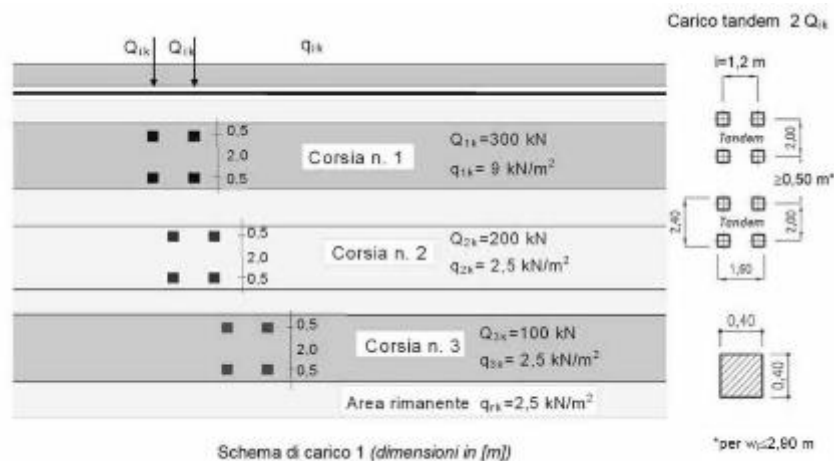 Carico tandem 2 Qik
Qik Qik qik
i=1,2 m
0,5
2.0
0.5
Corsia n. 1
Q1k=300 kN
q1k= 9 kN/m²
Tandem
2,00
≥0,50 m*
0.5
2.0
0.5
Corsia n. 2
Q2k=200 kN
q2k= 2,5 kN/m²
2,40
Tandem
2,00
1,60
0.5
2,0
0.5
Corsia n. 3
Q3k=100 kN
q3k= 2,5 kN/m²
0,40
0,40
Area rimanente qrk=2,5 kN/m²
Schema di carico 1 (dimensioni in [m])
*per wl≤2,90 m